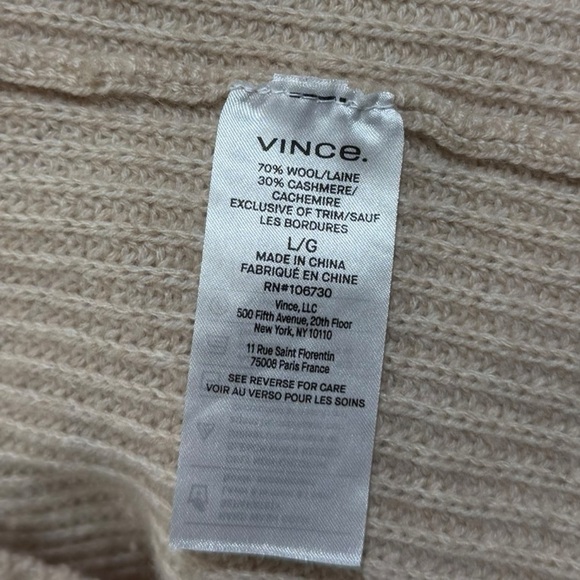 VINCe.
70% WOOL/LAINE
30% CASHMERE/
CACHEMIRE
EXCLUSIVE OF TRIM/SAUF
LES BORDURES
L/G
MADE IN CHINA
FABRIQUÉ EN CHINE
RN#106730
Vince, LLC
500 Fifth Avenue, 20th Floor
New York, NY 10110
11 Rue Saint Florentin
75008 Paris France
SEE REVERSE FOR CARE
VOIR AU VERSO POUR LES SOINS